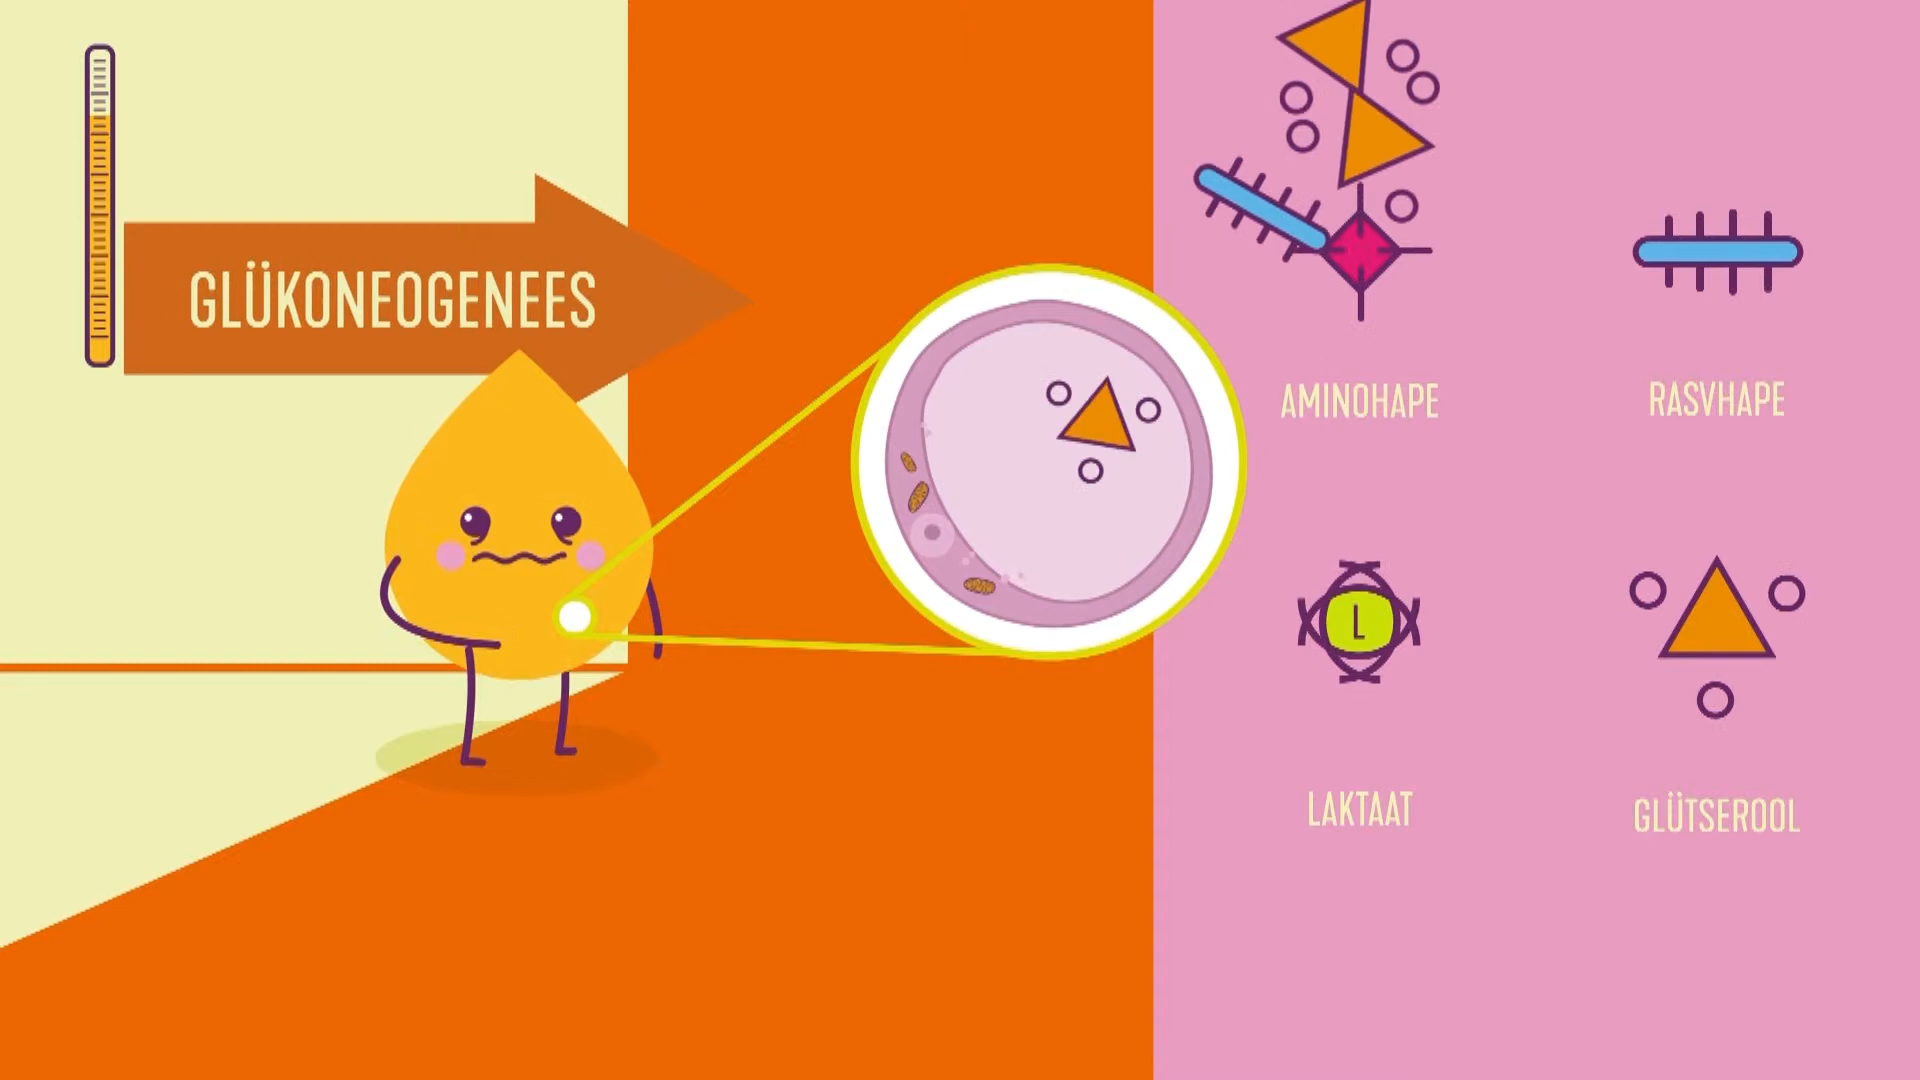 GLÜKONEOGENEES
AMINOHAPE
RASVHAPE
L
LAKTAAT
GLÜTSEROOL